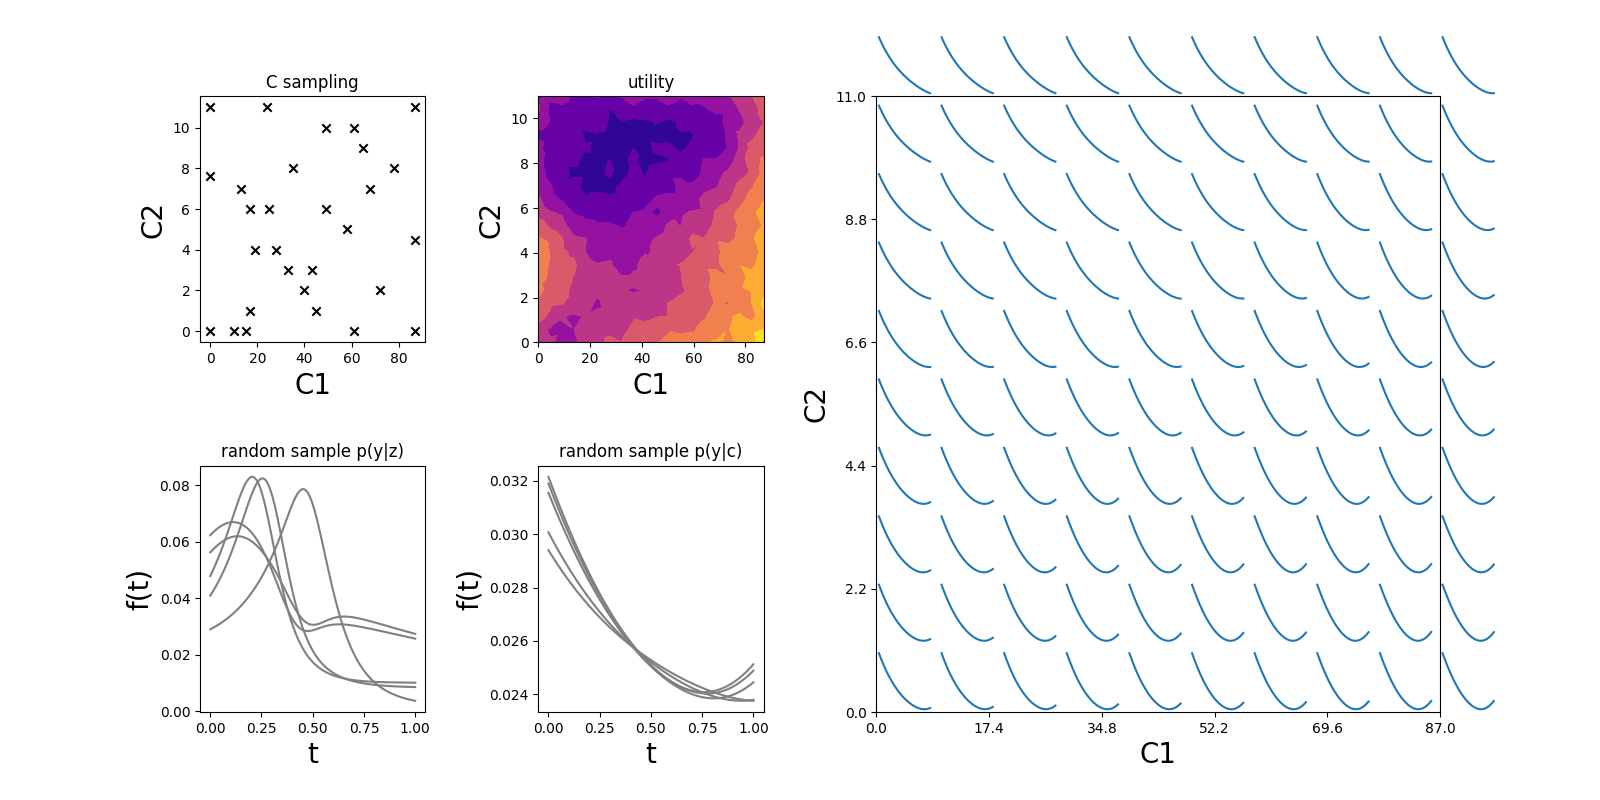 C sampling
C2
10
8
6
4
2
0
0 20 40 60 80
C1
utility
C2
10
8
6
4
2
0
0 20 40 60 80
C1
random sample p(y|z)
f(t)
0.08
0.06
0.04
0.02
0.00
0.00 0.25 0.50 0.75 1.00
t
random sample p(y|c)
f(t)
0.032
0.030
0.028
0.026
0.024
0.00 0.25 0.50 0.75 1.00
t
C2
11.0
8.8
6.6
4.4
2.2
0.0
0.0 17.4 34.8 52.2 69.6 87.0
C1